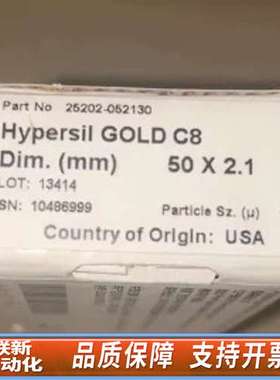 Part No 25202-052130
Hypersil GOLD C8
Dim. (mm) 50 X 2.1
LOT: 13414
SN: 10486999 Particle Sz. (µ)
Country of Origin: USA
联新
自动化
品质保障 支持开票